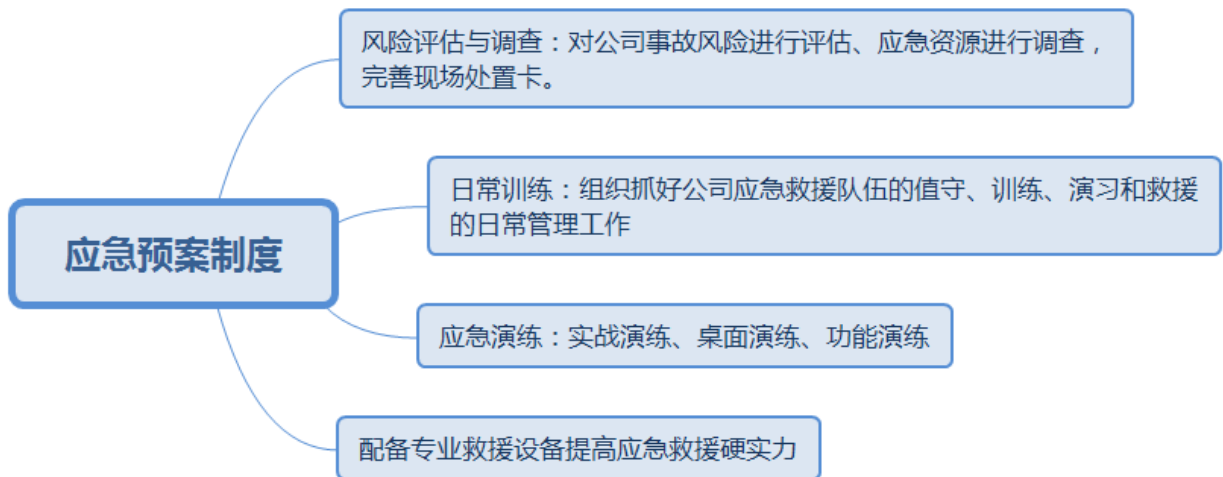 风险评估与调查：对公司事故风险进行评估、应急资源进行调查，
完善现场处置卡。
日常训练：组织抓好公司应急救援队伍的值守、训练、演习和救援
的日常管理工作
应急预案制度
应急演练：实战演练、桌面演练、功能演练
配备专业救援设备提高应急救援硬实力